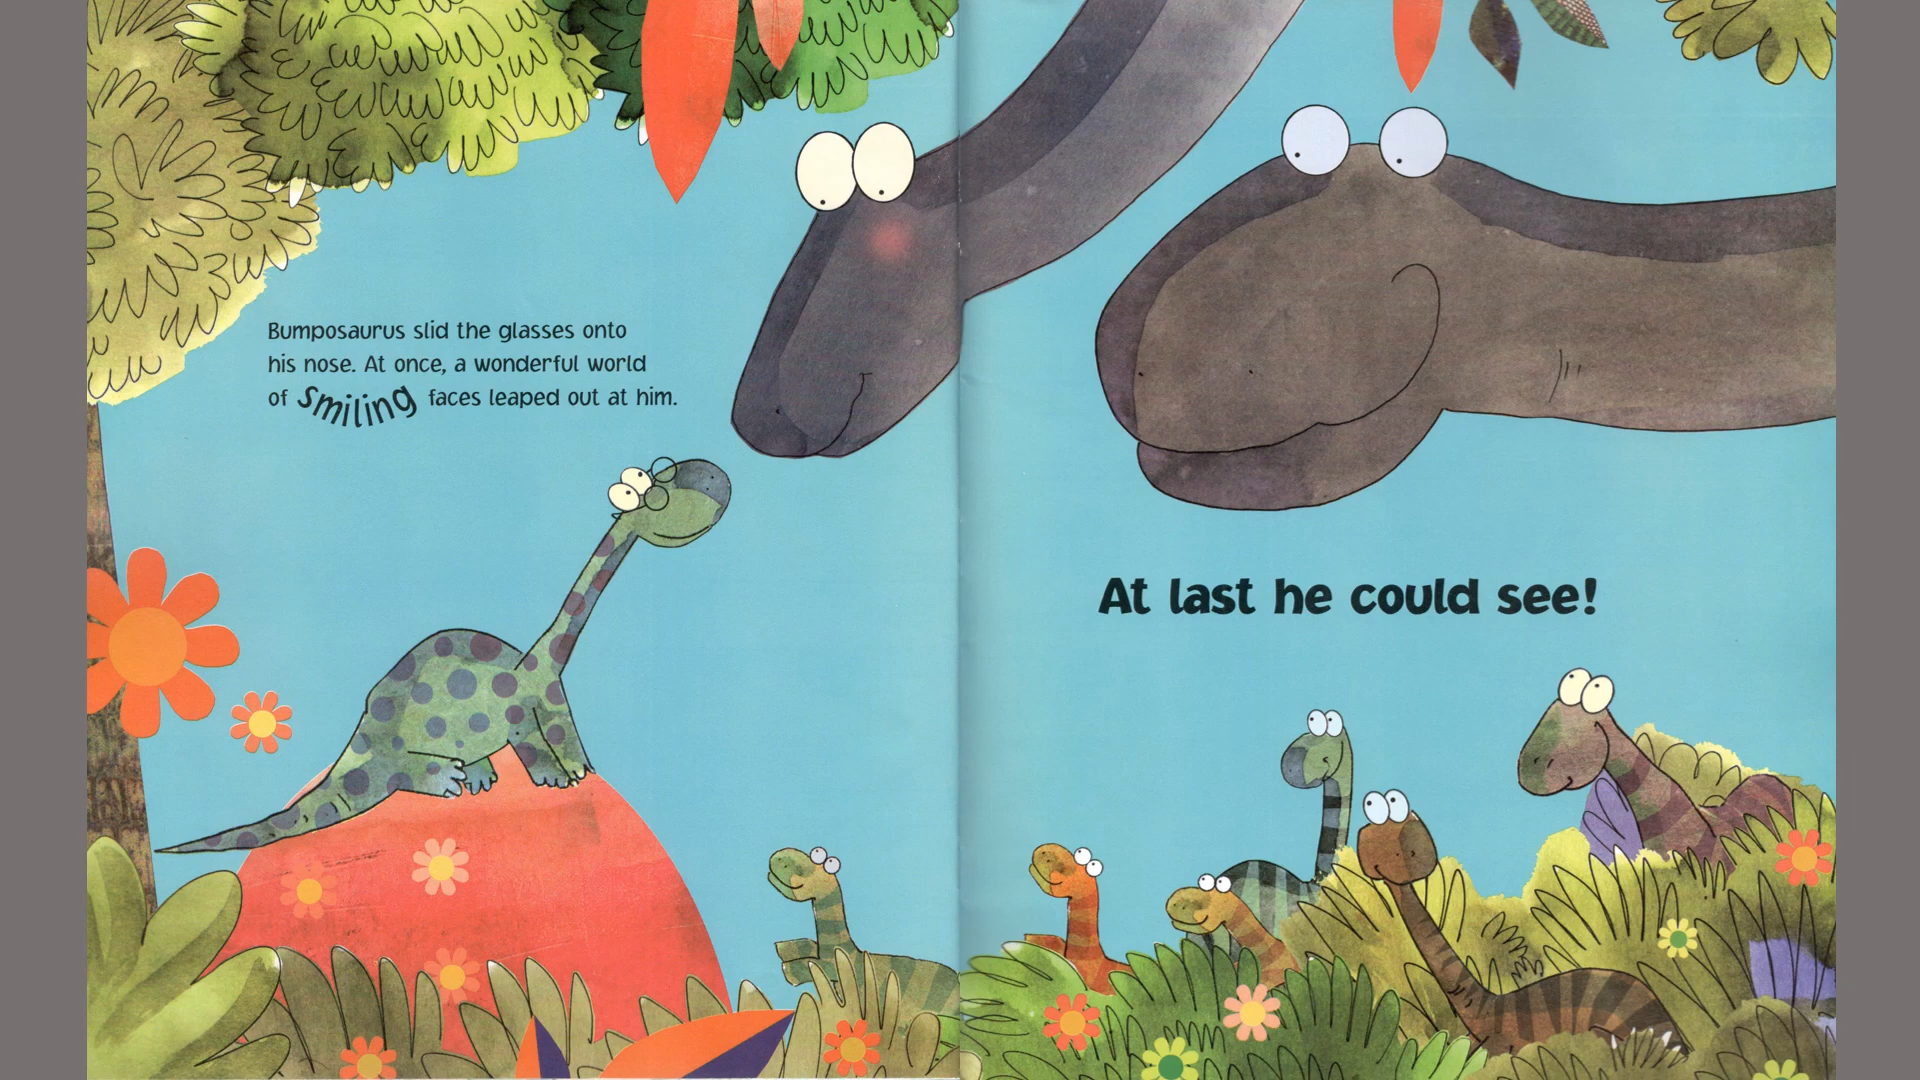 Bumposaurus slid the glasses onto
his nose. At once, a wonderful world
of smiling faces leaped out at him.
At last he could see!